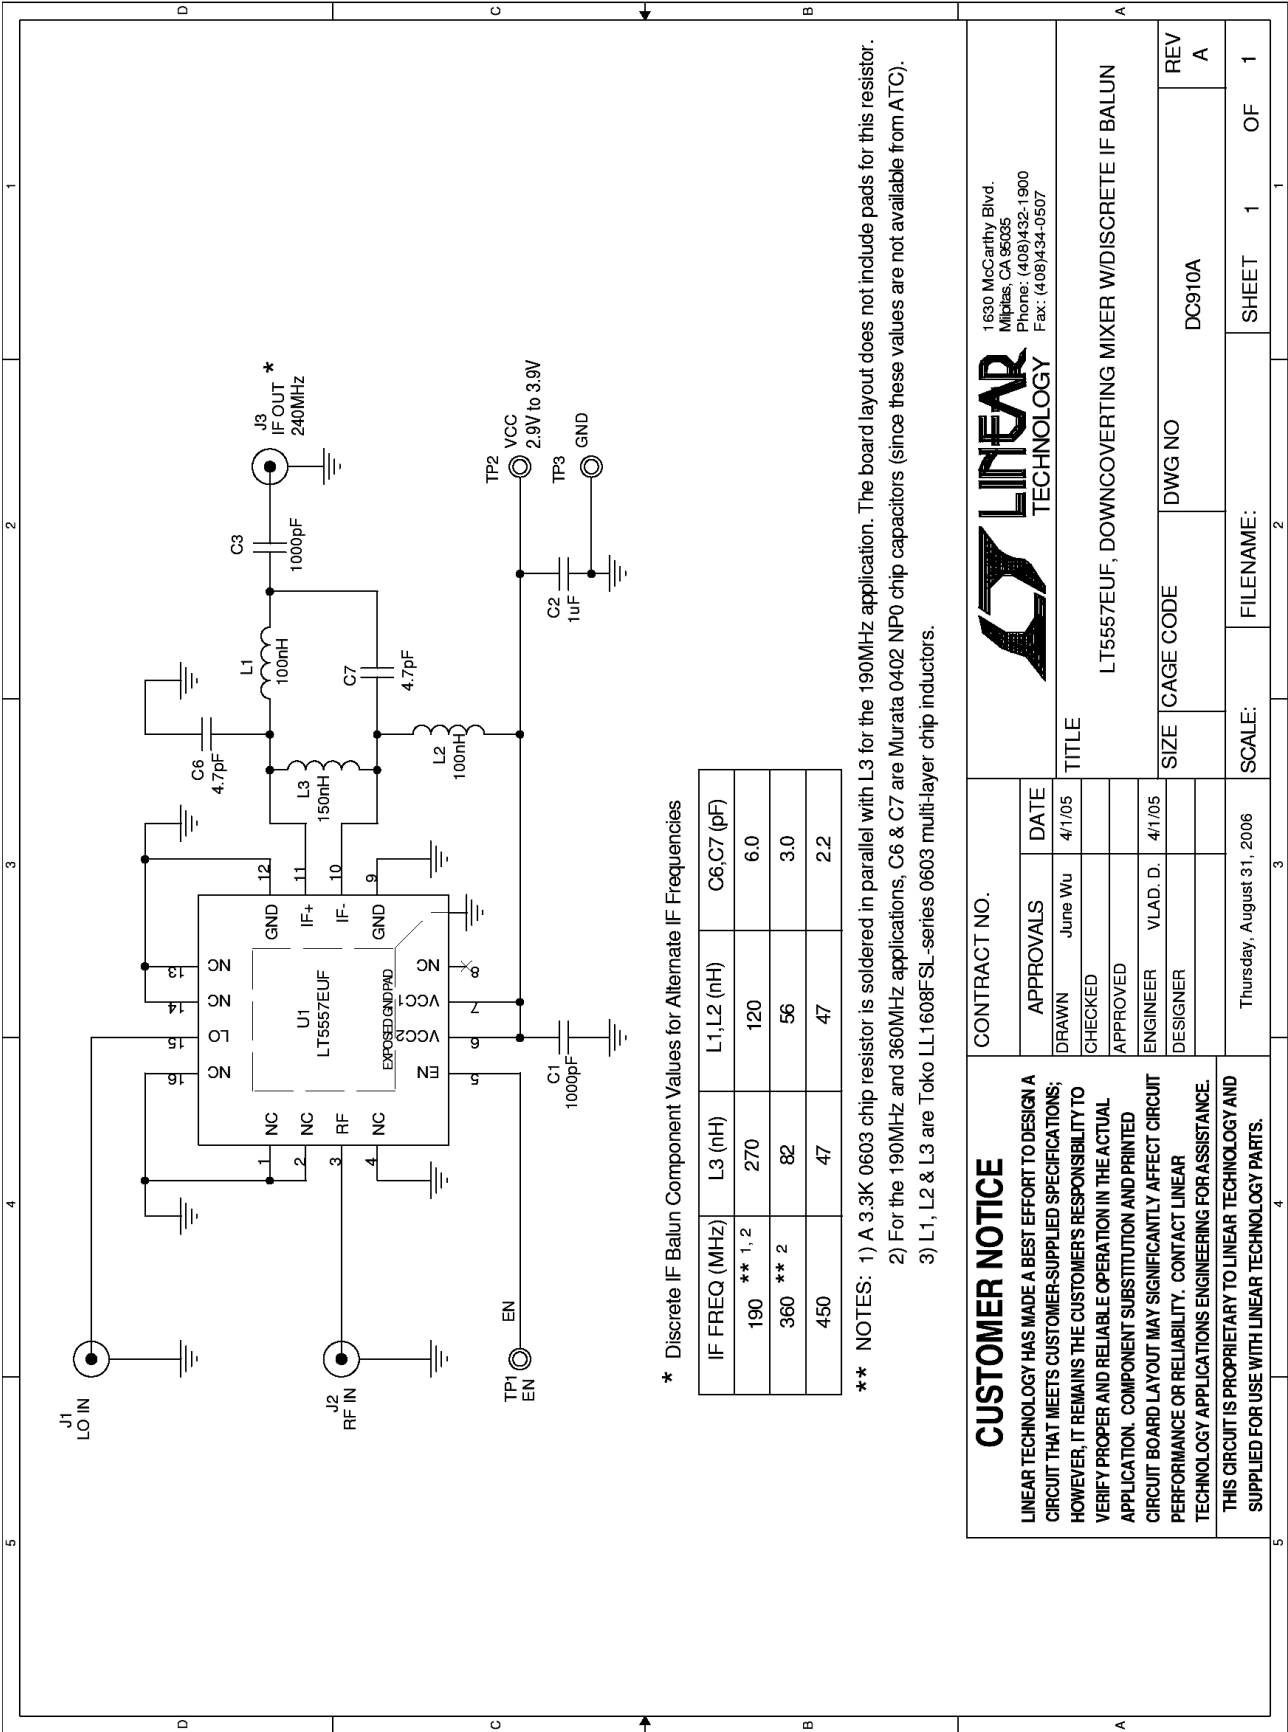 5
4
3
2
1
D
D
C
C
B
B
A
A
J1
LO IN
J2
RF IN
TP1
EN
EN
16
15
14
13
NC
LO
NC
NC
1
2
3
4
NC
NC
RF
NC
U1
LT5557EUF
EXPOSED GND PAD
GND
IF+
IF-
GND
12
11
10
9
EN
VCC2
VCC1
NC
5
6
7
8
C1
1000pF
C6
4.7pF
L3
150nH
L1
100nH
C7
4.7pF
L2
100nH
C3
1000pF
J3
IF OUT *
240MHz
TP2
VCC
2.9V to 3.9V
TP3
GND
C2
1uF
* Discrete IF Balun Component Values for Alternate IF Frequencies
IF FREQ (MHz) L3 (nH) L1,L2 (nH) C6,C7 (pF)
190 ** 1, 2 270 120 6.0
360 ** 2 82 56 3.0
450 47 47 2.2
** NOTES: 1) A 3.3K 0603 chip resistor is soldered in parallel with L3 for the 190MHz application. The board layout does not include pads for this resistor.
2) For the 190MHz and 360MHz applications, C6 & C7 are Murata 0402 NP0 chip capacitors (since these values are not available from ATC).
3) L1, L2 & L3 are Toko LL1608FSL-series 0603 multi-layer chip inductors.
CUSTOMER NOTICE
LINEAR TECHNOLOGY HAS MADE A BEST EFFORT TO DESIGN A
CIRCUIT THAT MEETS CUSTOMER-SUPPLIED SPECIFICATIONS;
HOWEVER, IT REMAINS THE CUSTOMER'S RESPONSIBILITY TO
VERIFY PROPER AND RELIABLE OPERATION IN THE ACTUAL
APPLICATION. COMPONENT SUBSTITUTION AND PRINTED
CIRCUIT BOARD LAYOUT MAY SIGNIFICANTLY AFFECT CIRCUIT
PERFORMANCE OR RELIABILITY. CONTACT LINEAR
TECHNOLOGY APPLICATIONS ENGINEERING FOR ASSISTANCE.
THIS CIRCUIT IS PROPRIETARY TO LINEAR TECHNOLOGY AND
SUPPLIED FOR USE WITH LINEAR TECHNOLOGY PARTS.
CONTRACT NO.
APPROVALS DATE
DRAWN June Wu 4/1/05
CHECKED
APPROVED
ENGINEER VLAD. D. 4/1/05
DESIGNER
Thursday, August 31, 2006
LINEAR
TECHNOLOGY
1630 McCarthy Blvd.
Milpitas, CA 95035
Phone: (408)432-1900
Fax: (408)434-0507
TITLE
LT5557EUF, DOWNCOVERTING MIXER W/DISCRETE IF BALUN
SIZE CAGE CODE DWG NO REV
DC910A A
SCALE: FILENAME: SHEET 1 OF 1
5
4
3
2
1